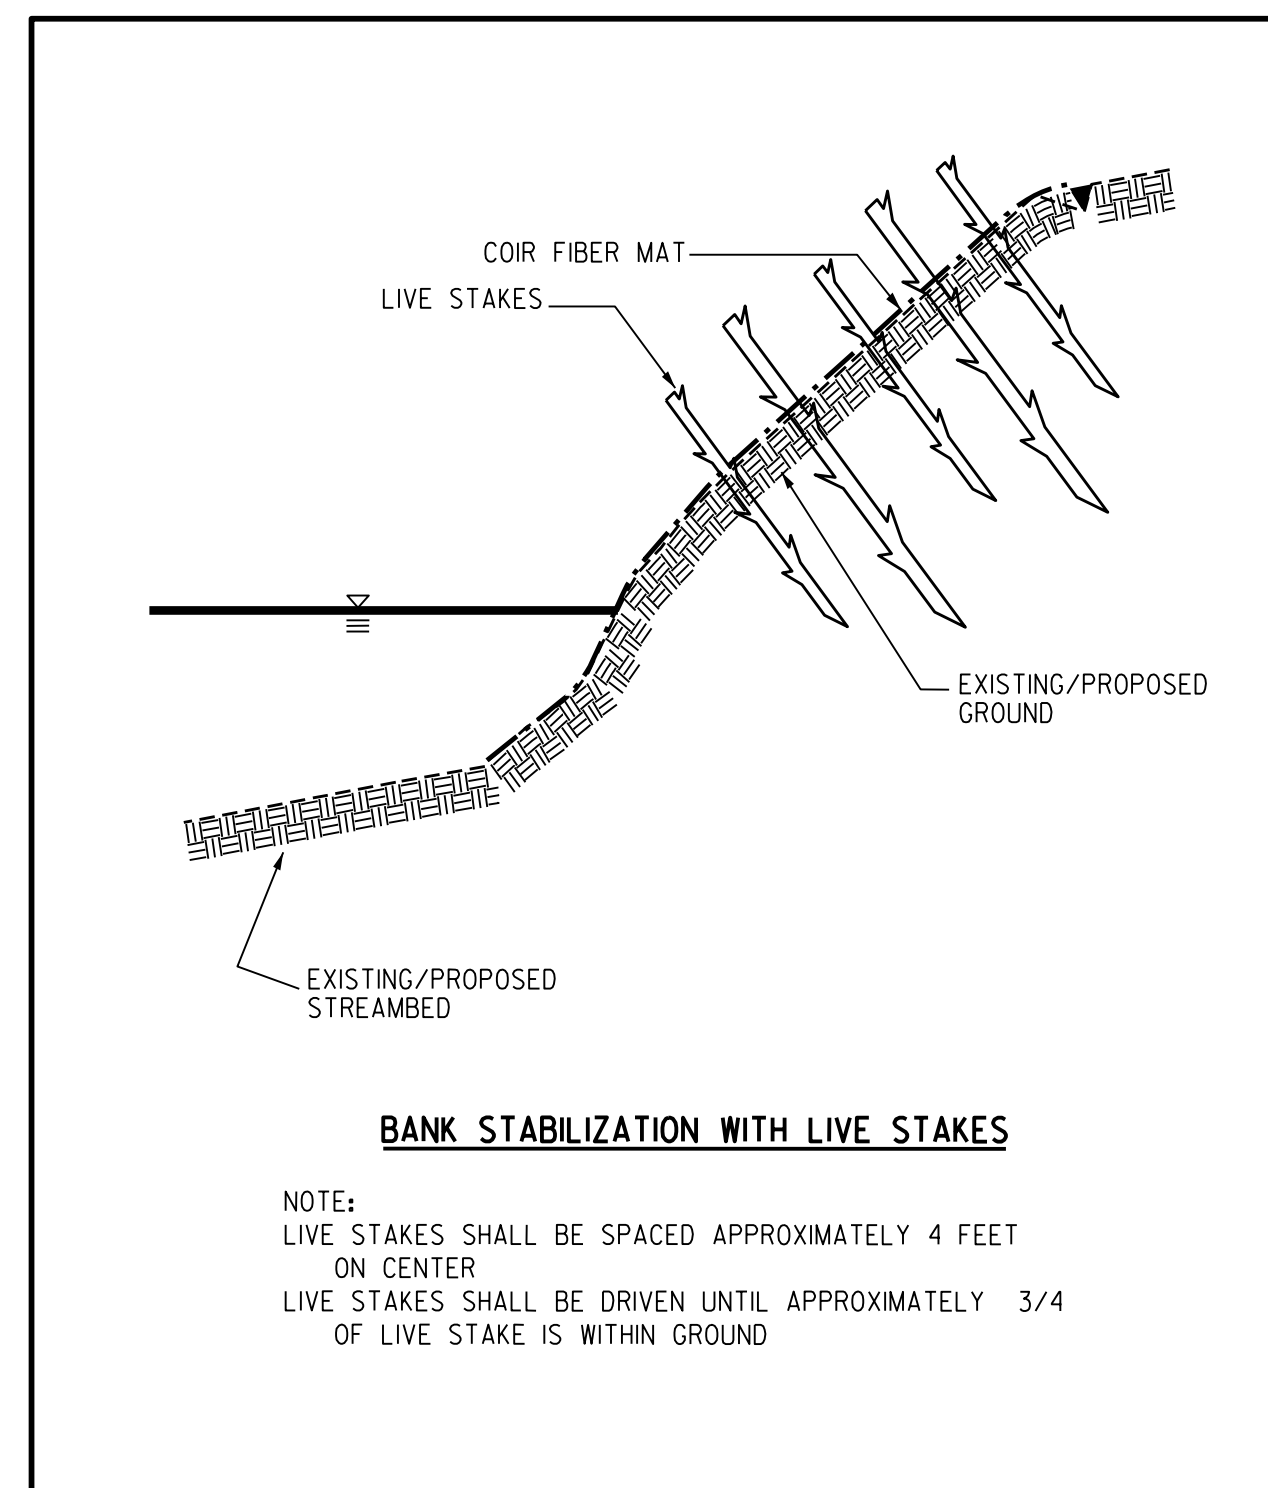 COIR FIBER MAT
LIVE STAKES
EXISTING/PROPOSED
GROUND
EXISTING/PROPOSED
STREAMBED
BANK STABILIZATION WITH LIVE STAKES
NOTE:
LIVE STAKES SHALL BE SPACED APPROXIMATELY 4 FEET
ON CENTER
LIVE STAKES SHALL BE DRIVEN UNTIL APPROXIMATELY 3/4
OF LIVE STAKE IS WITHIN GROUND